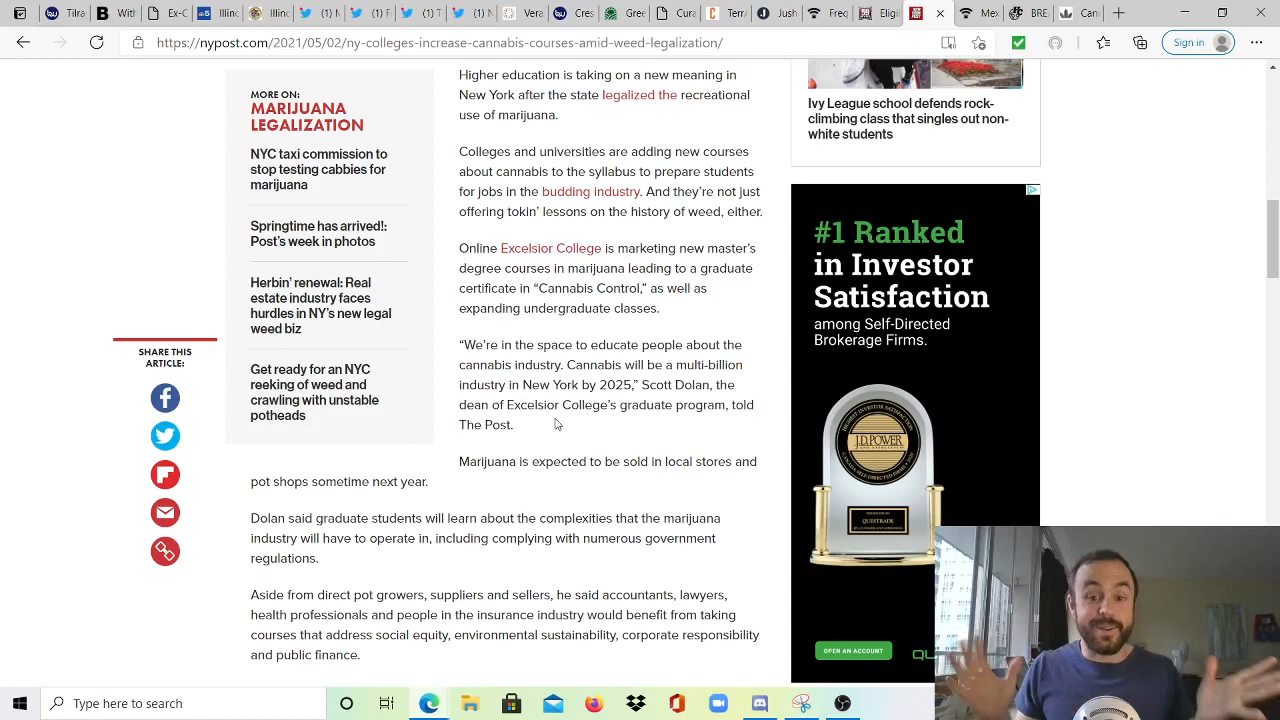 https://nypost.com/2021/05/02/ny-colleges-increase-cannabis-courses-amid-weed-legalization/
Sign in
MORE ON:
MARIJUANA
LEGALIZATION
NYC taxi commission to
stop testing cabbies for
marijuana
Springtime has arrived!:
Post’s week in photos
Herbin’ renewal: Real
estate industry faces
hurdles in NY’s new legal
weed biz
Get ready for an NYC
reeking of weed and
crawling with unstable
potheads
SHARE THIS
ARTICLE:
Higher education is taking on a new meaning in
New York after the state legalized the recreational
use of marijuana.
Colleges and universities are adding new courses
about cannabis to the syllabus to prepare students
for jobs in the budding industry. And they’re not just
offering tokin’ lessons on the history of weed, either.
Online Excelsior College is marketing new master’s
degree courses in marijuana leading to a graduate
certificate in “Cannabis Control,” as well as
expanding undergraduate classes.
“We’re in the space to educate people about the
cannabis industry. Cannabis will be a multi-billion
industry in New York by 2025,” Scott Dolan, the
dean of Excelsior College’s graduate program, told
The Post.
Marijuana is expected to be sold in local stores and
pot shops sometime next year.
Dolan said graduate students will learn about the complexities that the marijuana
industry will have to operate in, including complying with numerous government
regulations.
Aside from direct pot growers, suppliers and sellers, he said accountants, lawyers,
health professionals and people in the insurance industry would benefit from taking
courses that address social equity, environmental sustainability, corporate responsibility
and public finance.
Ivy League school defends rock-
climbing class that singles out non-
white students
#1 Ranked
in Investor
Satisfaction
among Self-Directed
Brokerage Firms.
J.D. POWER
QUESTRADE
OPEN AN ACCOUNT
Type here to search